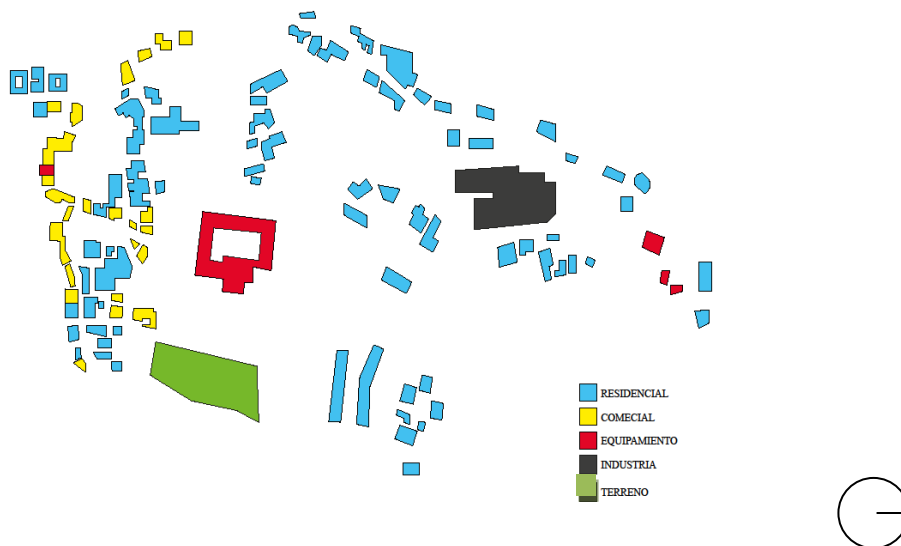 RESIDENCIAL
COMECIAL
EQUIPAMIENTO
INDUSTRIA
TERRENO